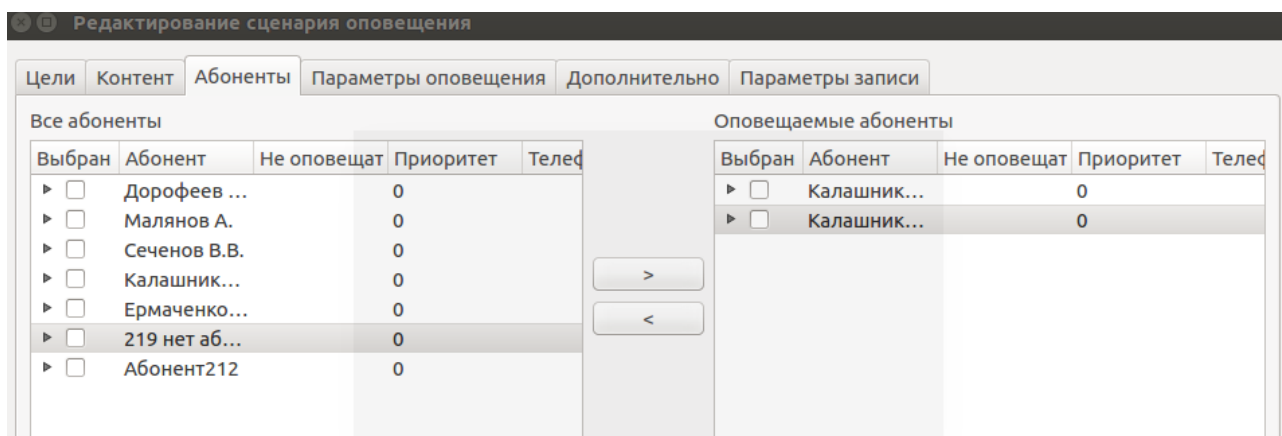 Редактирование сценария оповещения
Цели Контент Абоненты Параметры оповещения Дополнительно Параметры записи
Все абоненты Оповещаемые абоненты
Выбран Абонент Не оповещат Приоритет Телеф Выбран Абонент Не оповещат Приоритет Телеф
Дорофеев ... 0 Калашник... 0
Малянов А. 0 Калашник... 0
Сеченов В.В. 0
Калашник... 0
>
Ермаченко... 0
<
219 нет аб... 0
Абонент212 0